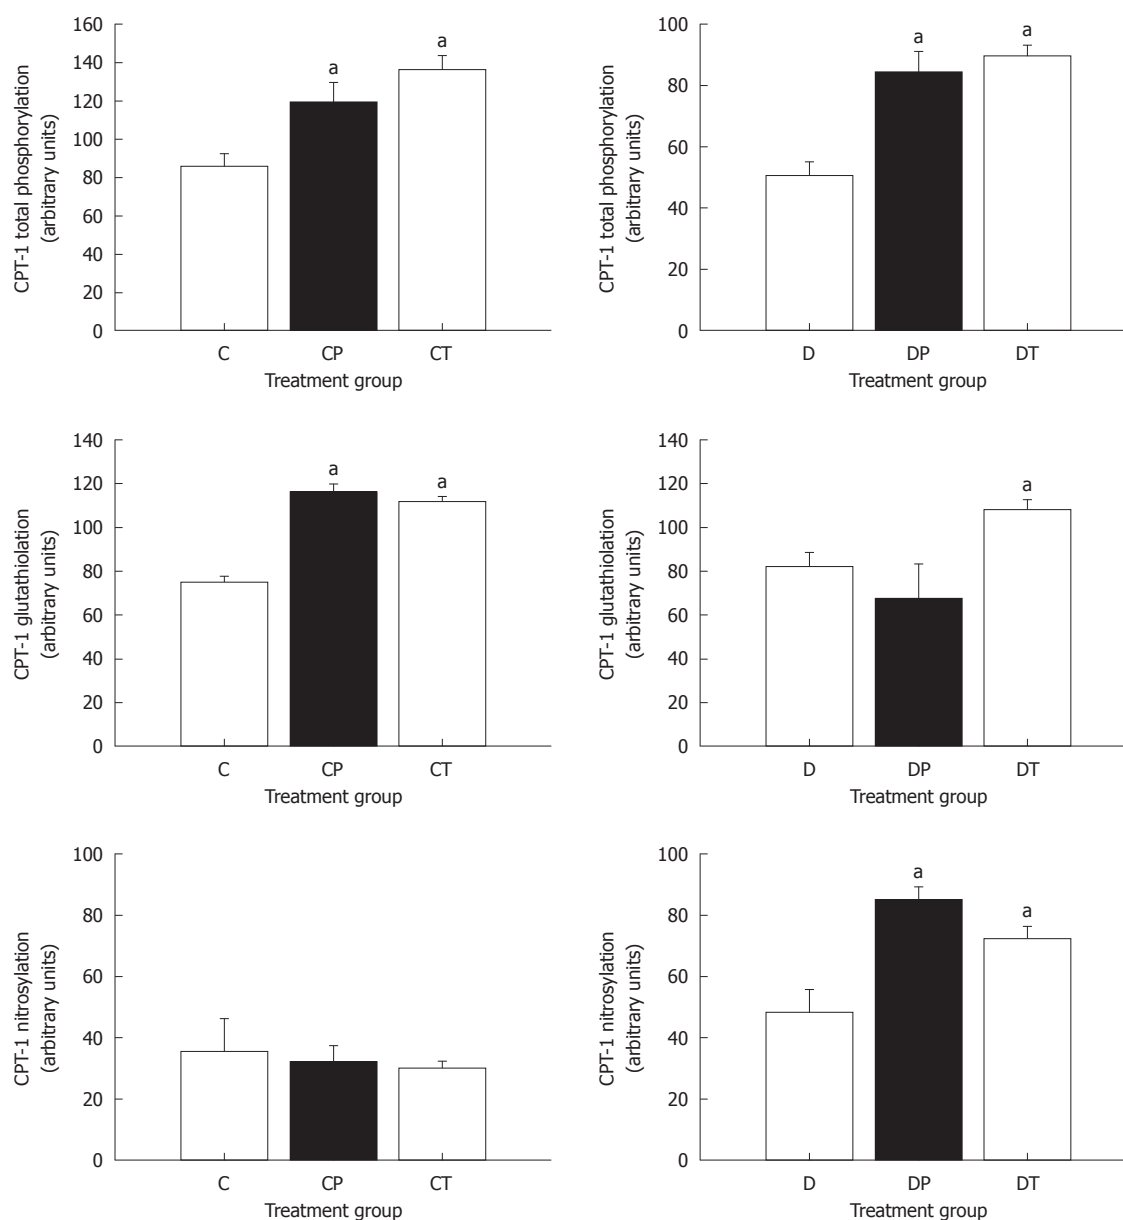 CPT-1 total phosphorylation
(arbitrary units)
160
140
120
100
80
60
40
20
0
a
a
C
CP
CT
Treatment group
CPT-1 total phosphorylation
(arbitrary units)
100
80
60
40
20
0
a
a
D
DP
DT
Treatment group
CPT-1 glutathiolation
(arbitrary units)
140
120
100
80
60
40
20
0
a
a
C
CP
CT
Treatment group
CPT-1 glutathiolation
(arbitrary units)
140
120
100
80
60
40
20
0
a
D
DP
DT
Treatment group
CPT-1 nitrosylation
(arbitrary units)
100
80
60
40
20
0
C
CP
CT
Treatment group
CPT-1 nitrosylation
(arbitrary units)
100
80
60
40
20
0
a
a
D
DP
DT
Treatment group